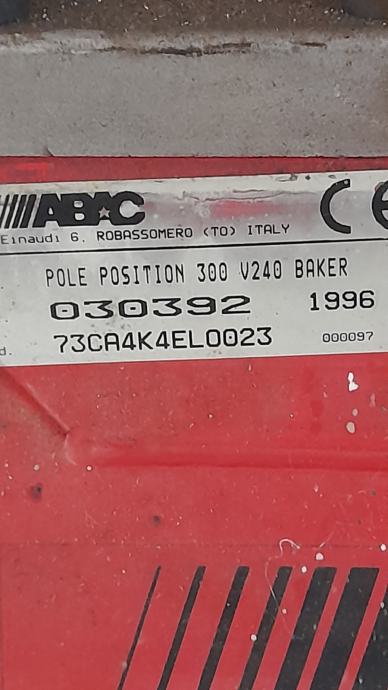 ABAC CE
Einaudi 6, ROBASSOMERO (TO) ITALY
POLE POSITION 300 V240 BAKER
030392 1996
d. 73CA4K4EL0023 000097